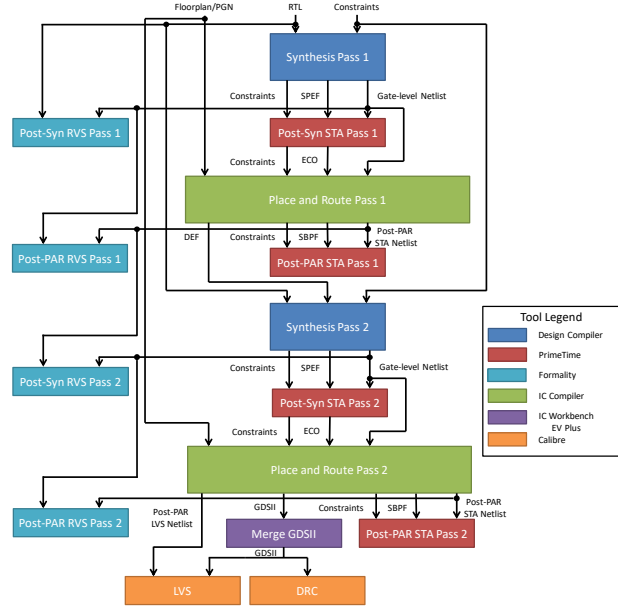 Floorplan/PGN
RTL
Constraints
Synthesis Pass 1
Constraints
SPEF
Gate-level Netlist
Post-Syn RVS Pass 1
Post-Syn STA Pass 1
Constraints
ECO
Place and Route Pass 1
DEF
Constraints
SBPF
Post-PAR
STA Netlist
Post-PAR RVS Pass 1
Post-PAR STA Pass 1
Synthesis Pass 2
Tool Legend
Design Compiler
PrimeTime
Formality
IC Compiler
IC Workbench
EV Plus
Calibre
Constraints
SPEF
Gate-level Netlist
Post-Syn RVS Pass 2
Post-Syn STA Pass 2
Constraints
ECO
Place and Route Pass 2
Post-PAR
LVS Netlist
GDSII
Constraints
SBPF
Post-PAR
STA Netlist
Post-PAR RVS Pass 2
Merge GDSII
Post-PAR STA Pass 2
GDSII
LVS
DRC